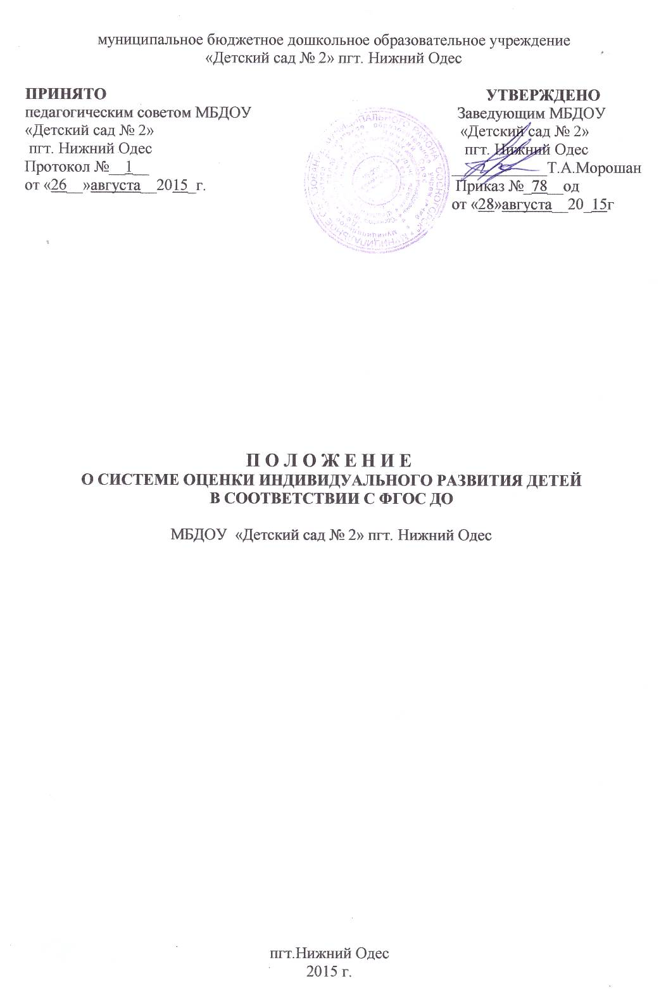 муниципальное бюджетное дошкольное образовательное учреждение
«Детский сад № 2» пгт. Нижний Одес
ПРИНЯТО
педагогическим советом МБДОУ
«Детский сад № 2»
пгт. Нижний Одес
Протокол №__1__
от «26__»августа__2015_г.
УТВЕРЖДЕНО
Заведующим МБДОУ
«Детский сад № 2»
пгт. Нижний Одес
____________Т.А.Морошан
Приказ №_78__од
от «28»августа__20_15г
П О Л О Ж Е Н И Е
О СИСТЕМЕ ОЦЕНКИ ИНДИВИДУАЛЬНОГО РАЗВИТИЯ ДЕТЕЙ
В СООТВЕТСТВИИ С ФГОС ДО
МБДОУ «Детский сад № 2» пгт. Нижний Одес
пгт.Нижний Одес
2015 г.